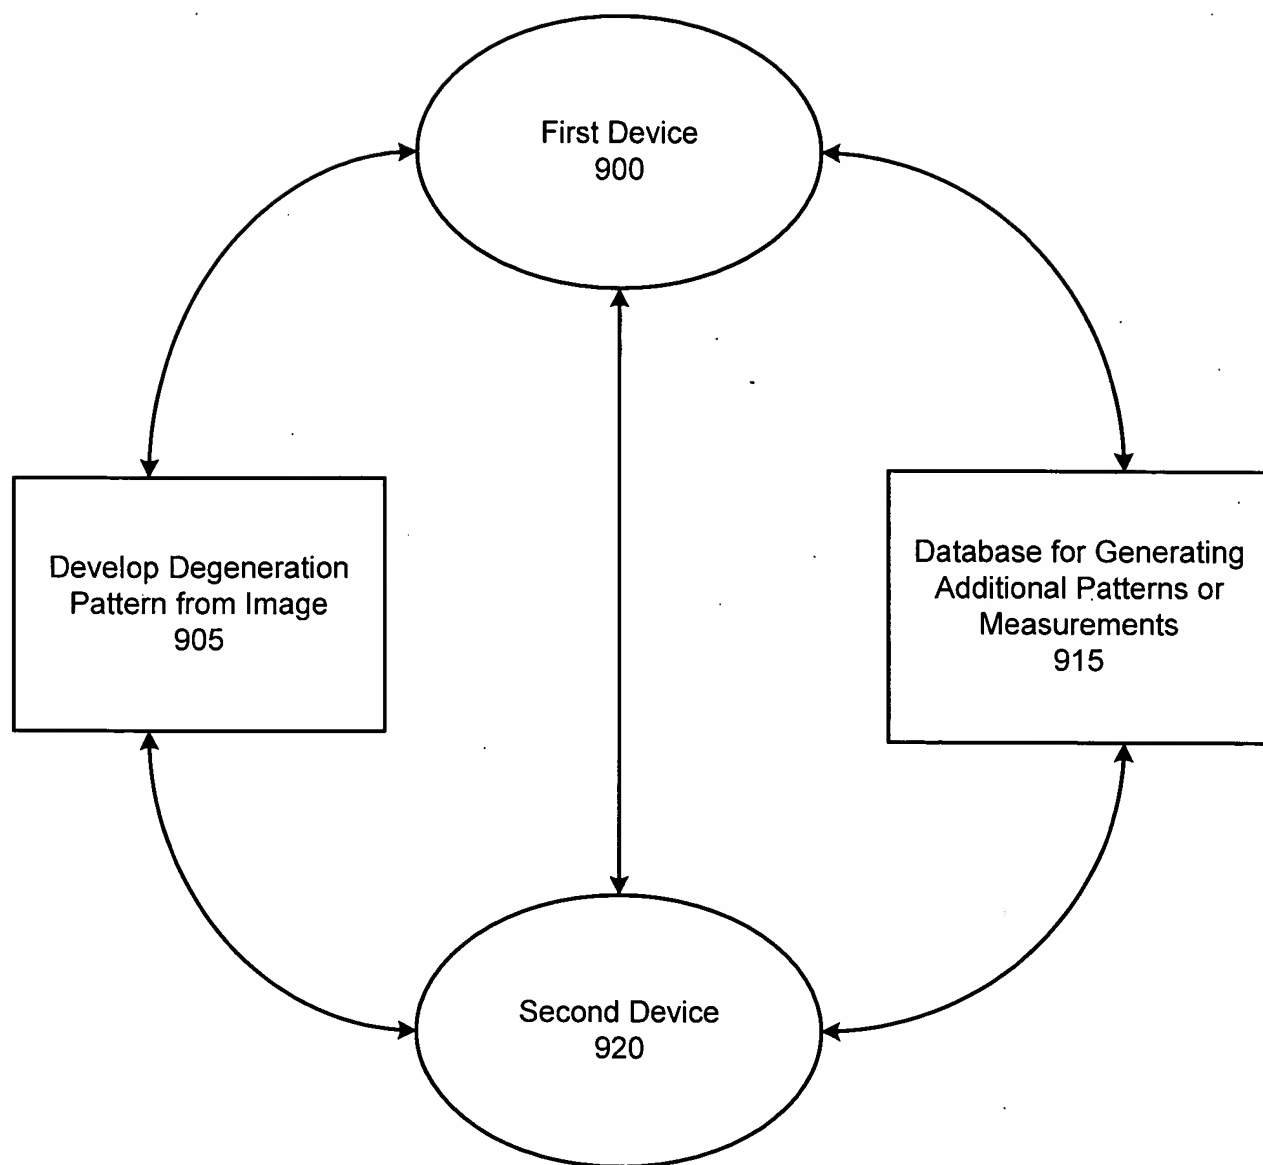 First Device
900
Develop Degeneration
Pattern from Image
905
Database for Generating
Additional Patterns or
Measurements
915
Second Device
920